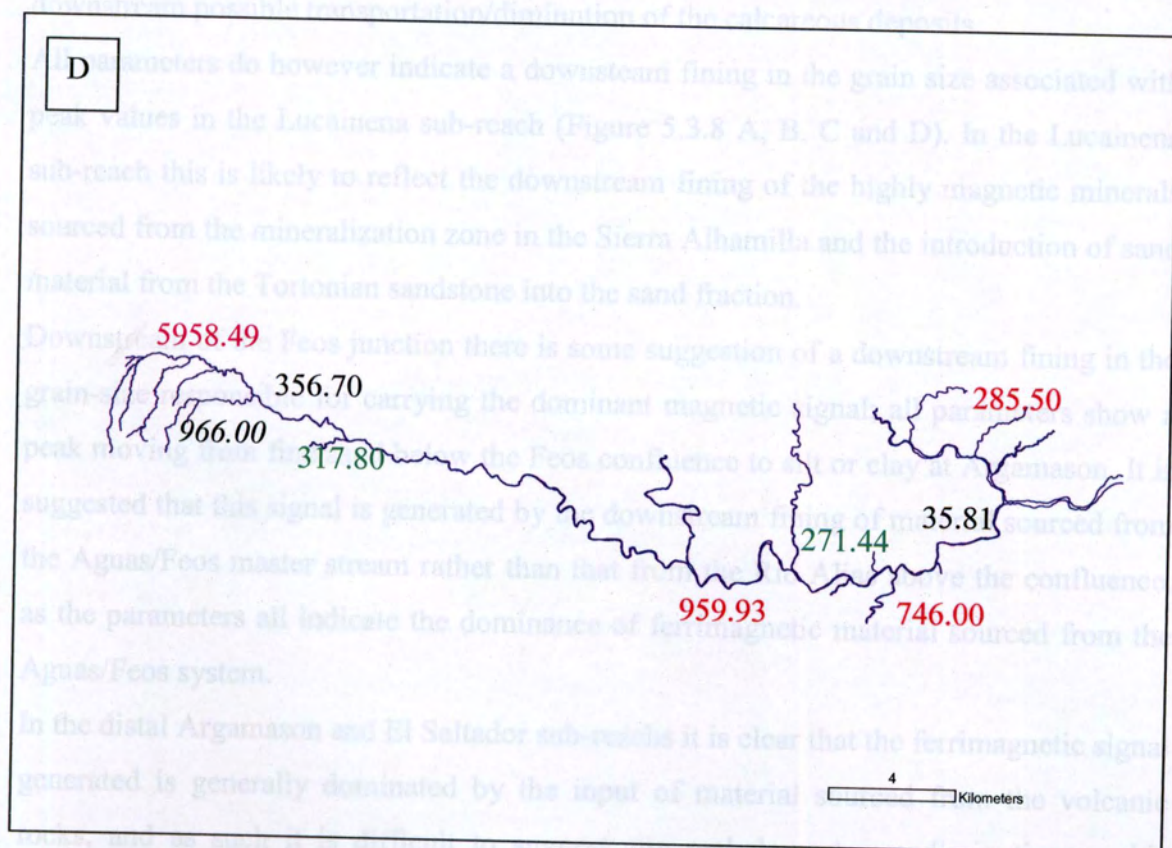 downstream possible transportation/diminution of the calcareous deposits
D
All parameters do however indicate a downsteam fining in the grain size associated with
peak values in the Lucainena sub-reach (Figure 5.3.8 A, B. C and D). In the Lucainena
sub-reach this is likely to reflect the downstream fining of the highly magnetic minerals
sourced from the mineralization zone in the Sierra Alhamilla and the introduction of sand
material from the Tortonian sandstone into the sand fraction.
Downstream of the Feos junction there is some suggestion of a downstream fining in the
5958.49
356.70
285.50
grain-size responsible for carrying the dominant magnetic signal; all parameters show a
966.00
317.80
peak moving from fine sand below the Feos confluence to silt or clay at Argamason. It is
suggested that this signal is generated by the downstream fining of material sourced from
35.81
271.44
the Aguas/Feos master stream rather than that from the Rio Alias above the confluence,
959.93
746.00
as the parameters all indicate the dominance of ferrimagnetic material sourced from the
Aguas/Feos system.
In the distal Argamason and El Saltador sub-reachs it is clear that the ferrimagnetic signal
4
Kilometers
generated is generally dominated by the input of material sourced from the volcanic
rocks, and as such it is difficult to